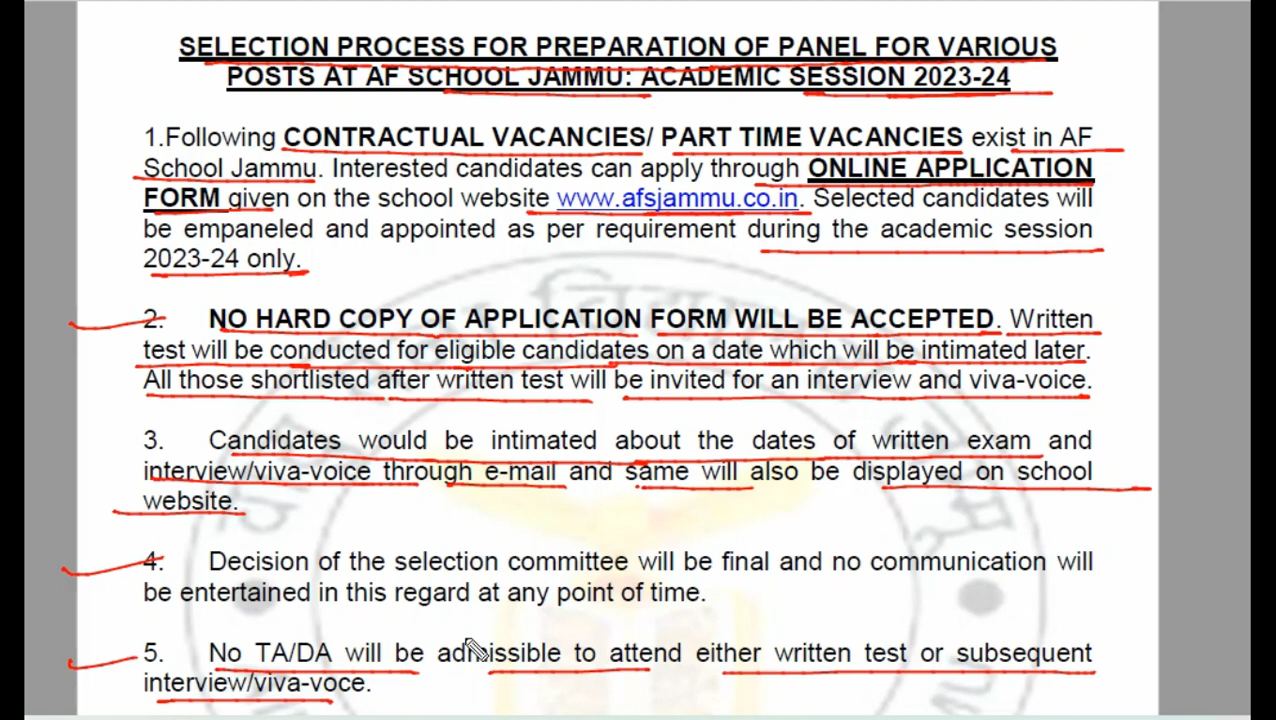 SELECTION PROCESS FOR PREPARATION OF PANEL FOR VARIOUS
POSTS AT AF SCHOOL JAMMU: ACADEMIC SESSION 2023-24
1.Following CONTRACTUAL VACANCIES/ PART TIME VACANCIES exist in AF
School Jammu. Interested candidates can apply through ONLINE APPLICATION
FORM given on the school website www.afsjammu.co.in. Selected candidates will
be empaneled and appointed as per requirement during the academic session
2023-24 only.
2. NO HARD COPY OF APPLICATION FORM WILL BE ACCEPTED. Written
test will be conducted for eligible candidates on a date which will be intimated later.
All those shortlisted after written test will be invited for an interview and viva-voice.
3. Candidates would be intimated about the dates of written exam and
interview/viva-voice through e-mail and same will also be displayed on school
website.
4. Decision of the selection committee will be final and no communication will
be entertained in this regard at any point of time.
5. No TA/DA will be admissible to attend either written test or subsequent
interview/viva-voce.